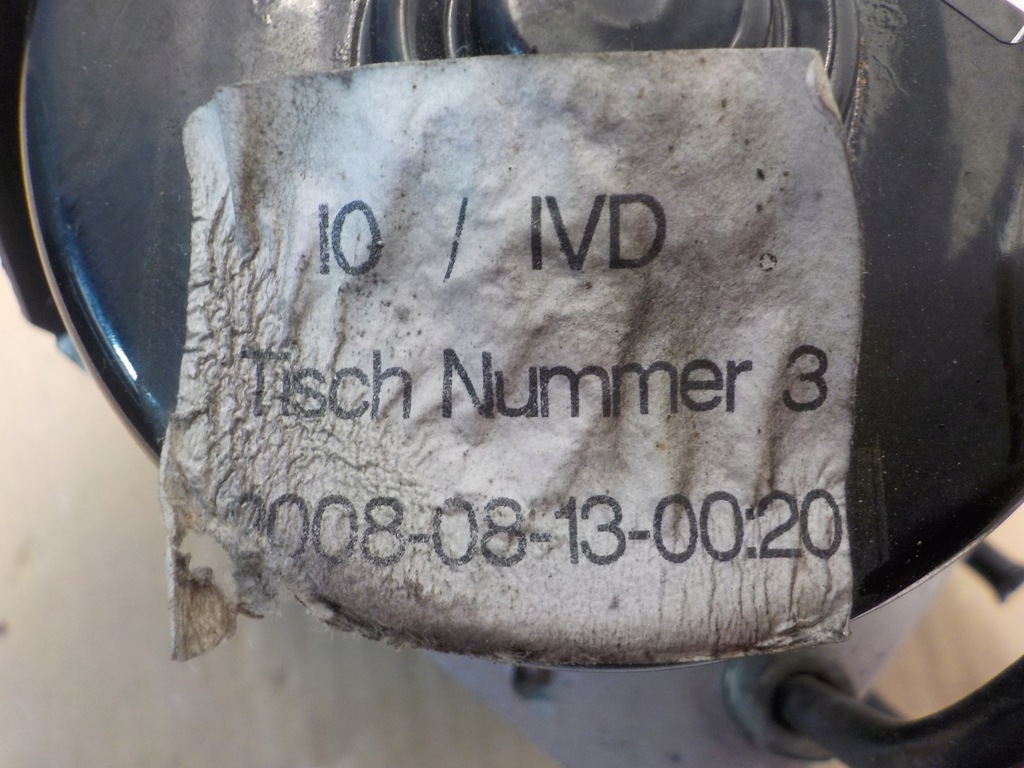 IO / IVD
Tisch Nummer 3
2008-08-13-00:20